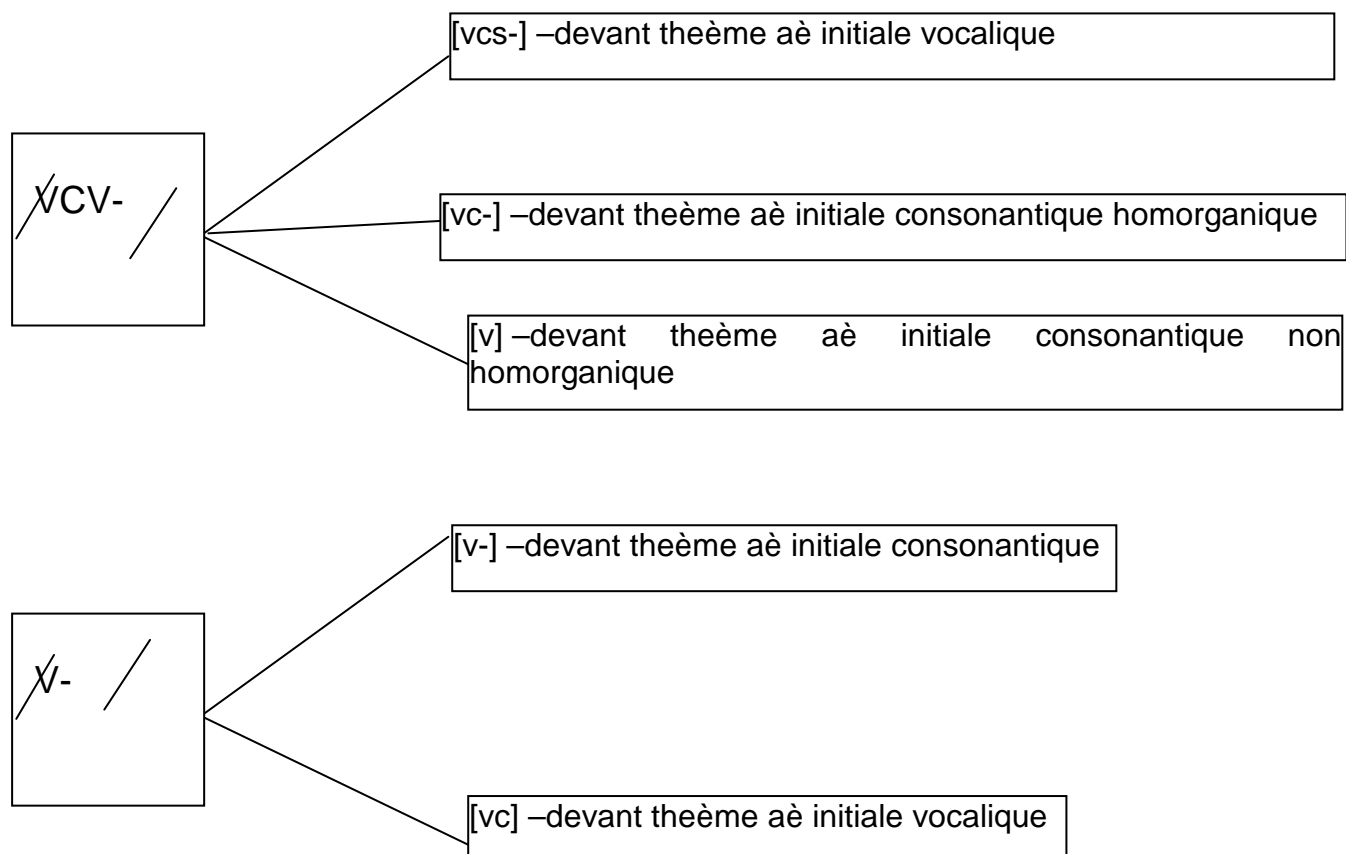 [vcs-] –devant theème aè initiale vocalique
VCV-
[vc-] –devant theème aè initiale consonantique homorganique
[v] –devant theème aè initiale consonantique non
homorganique
[v-] –devant theème aè initiale consonantique
V-
[vc] –devant theème aè initiale vocalique